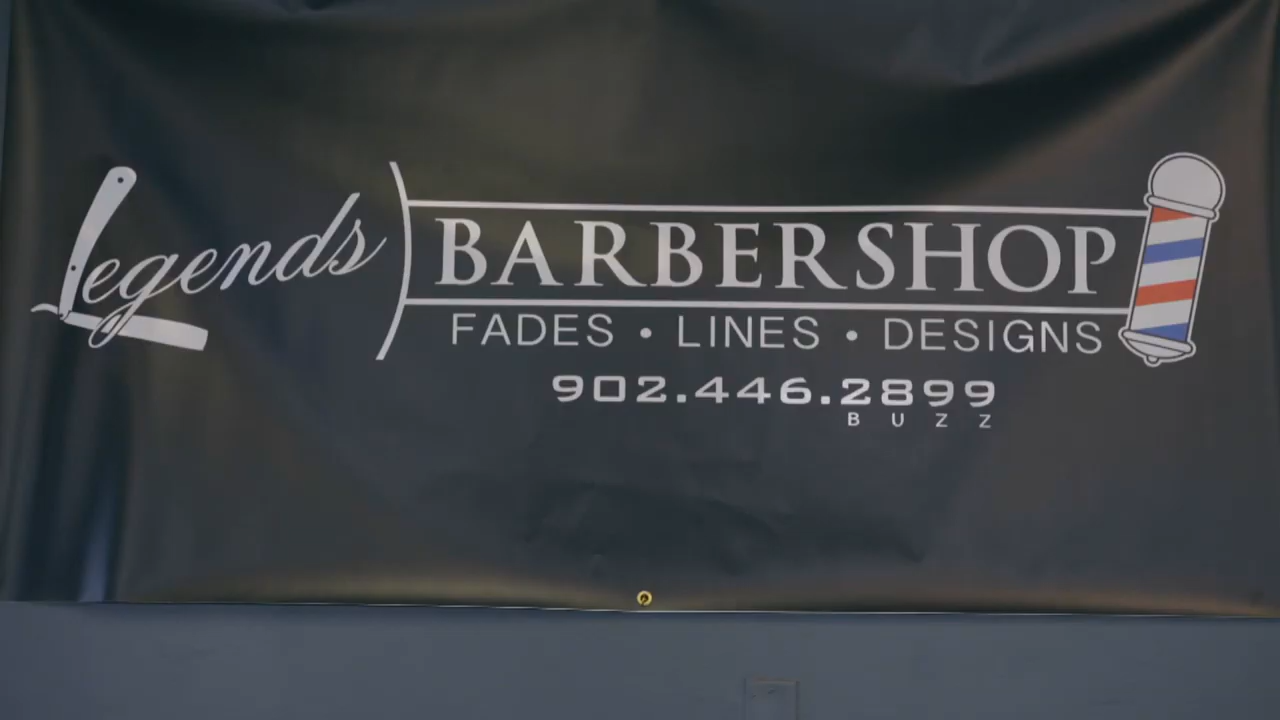 Legends BARBERSHOP
FADES • LINES • DESIGNS
902.446.2899
BUZZ